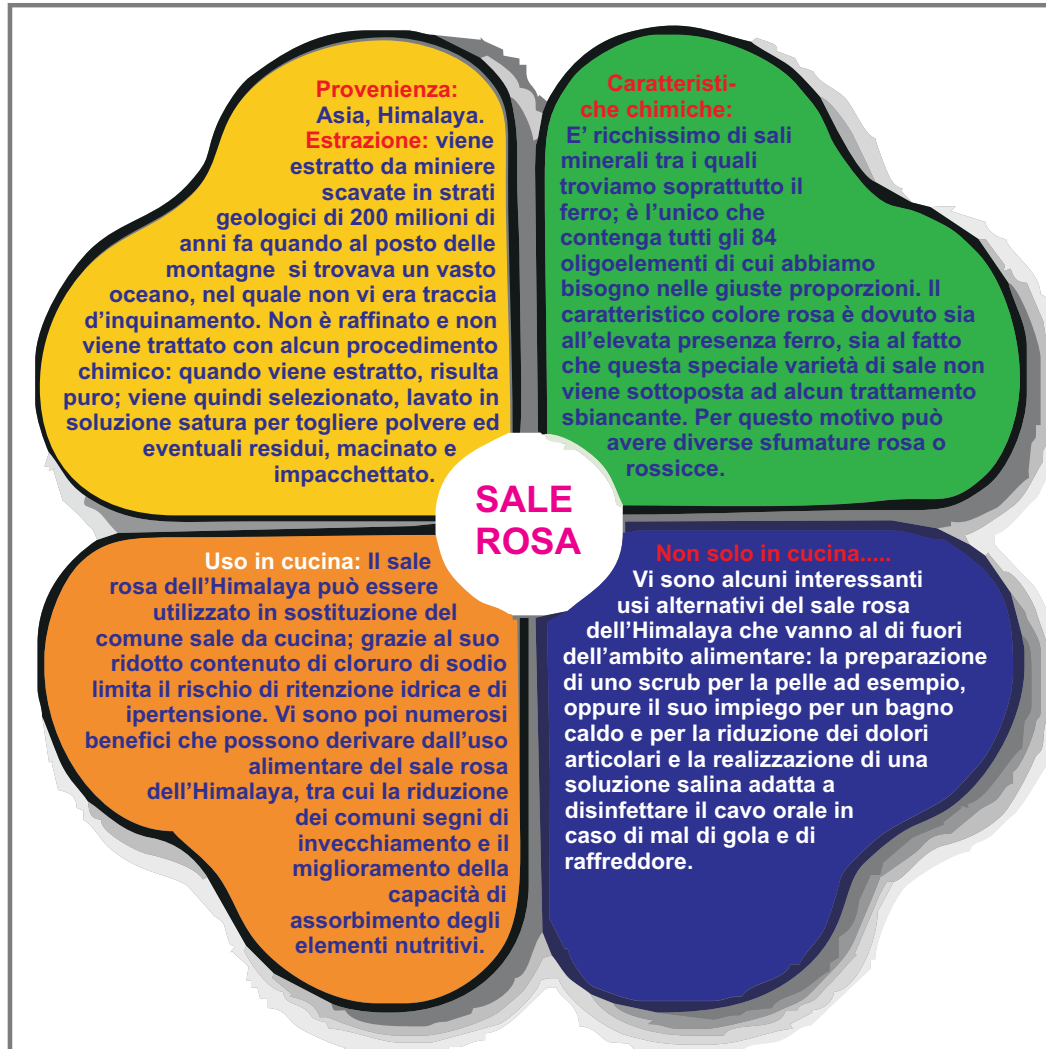 Provenienza:
Asia, Himalaya.
Estrazione: viene
estratto da miniere
scavate in strati
geologici di 200 milioni di
anni fa quando al posto delle
montagne si trovava un vasto
oceano, nel quale non vi era traccia
d’inquinamento. Non è raffinato e non
viene trattato con alcun procedimento
chimico: quando viene estratto, risulta
puro; viene quindi selezionato, lavato in
soluzione satura per togliere polvere ed
eventuali residui, macinato e
impacchettato.
Caratteristi-
che chimiche:
E’ ricchissimo di sali
minerali tra i quali
troviamo soprattutto il
ferro; è l’unico che
contenga tutti gli 84
oligoelementi di cui abbiamo
bisogno nelle giuste proporzioni. Il
caratteristico colore rosa è dovuto sia
all’elevata presenza ferro, sia al fatto
che questa speciale varietà di sale non
viene sottoposta ad alcun trattamento
sbiancante. Per questo motivo può
avere diverse sfumature rosa o
rossicce.
SALE
ROSA
Uso in cucina: Il sale
rosa dell’Himalaya può essere
utilizzato in sostituzione del
comune sale da cucina; grazie al suo
ridotto contenuto di cloruro di sodio
limita il rischio di ritenzione idrica e di
ipertensione. Vi sono poi numerosi
benefici che possono derivare dall’uso
alimentare del sale rosa
dell’Himalaya, tra cui la riduzione
dei comuni segni di
invecchiamento e il
miglioramento della
capacità di
assorbimento degli
elementi nutritivi.
Non solo in cucina.....
Vi sono alcuni interessanti
usi alternativi del sale rosa
dell’Himalaya che vanno al di fuori
dell’ambito alimentare: la preparazione
di uno scrub per la pelle ad esempio,
oppure il suo impiego per un bagno
caldo e per la riduzione dei dolori
articolari e la realizzazione di una
soluzione salina adatta a
disinfettare il cavo orale in
caso di mal di gola e di
raffreddore.